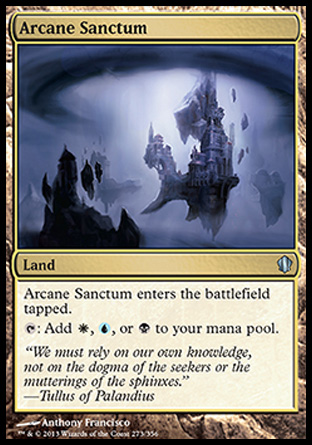 Arcane Sanctum
Land
Arcane Sanctum enters the battlefield
tapped.
: Add , , or to your mana pool.
“We must rely on our own knowledge,
not on the dogma of the seekers or the
mutterings of the sphinxes.”
—Tullus of Palandius
Anthony Francisco
™ & © 2013 Wizards of the Coast 273/356